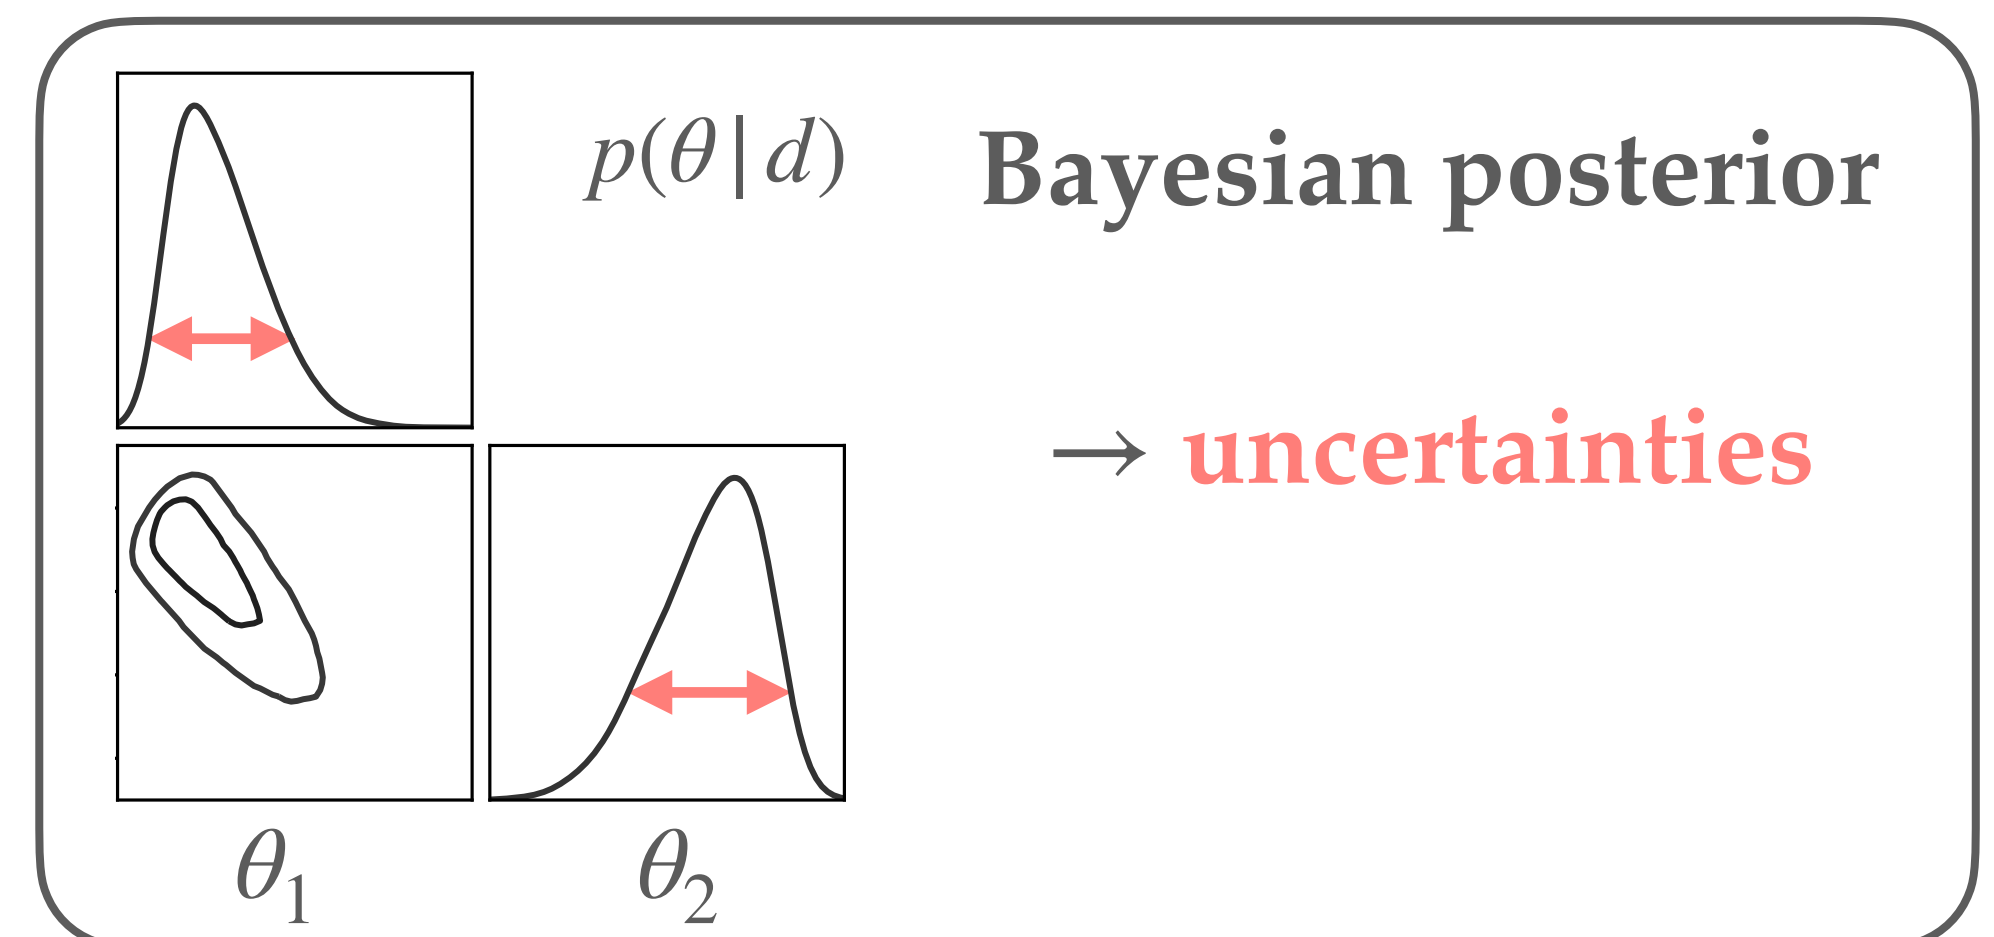 p(θ|d)
Bayesian posterior
→ uncertainties
θ₁
θ₂